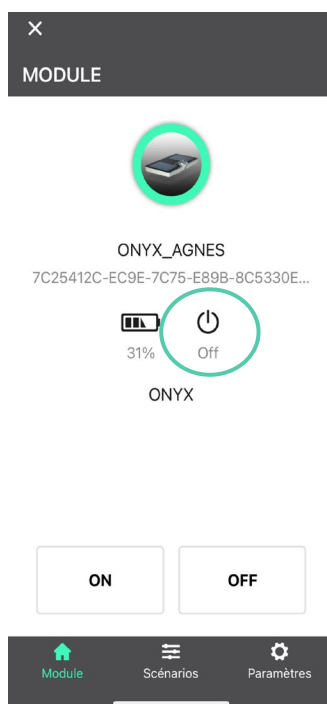 MODULE
ONYX_AGNES
7C25412C-EC9E-7C75-E89B-8C5330E...
31% Off
ONYX
ON OFF
Module Scénarios Paramètres